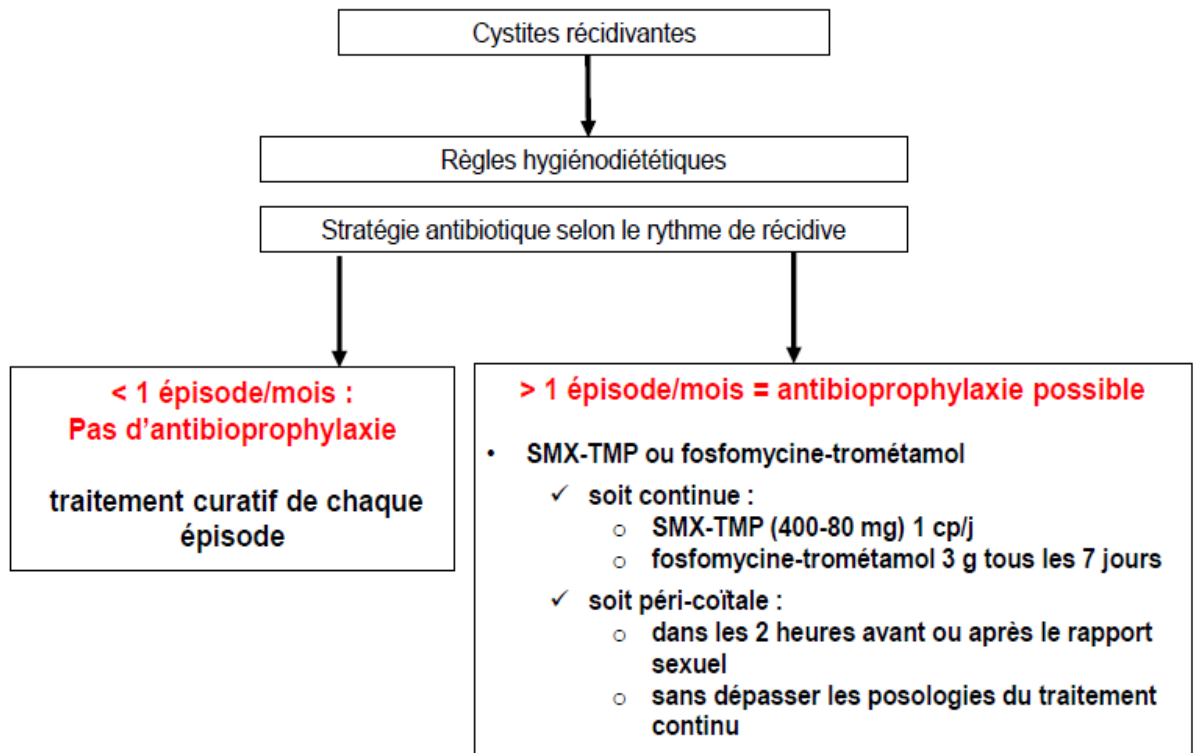 Cystites récidivantes
Règles hygiénodiététiques
Stratégie antibiotique selon le rythme de récidive
< 1 épisode/mois :
Pas d'antibioprophylaxie
traitement curatif de chaque
épisode
> 1 épisode/mois = antibioprophylaxie possible
• SMX-TMP ou fosfomycine-trométamol
✓ soit continue :
o SMX-TMP (400-80 mg) 1 cp/j
o fosfomycine-trométamol 3 g tous les 7 jours
✓ soit péri-coïtale :
o dans les 2 heures avant ou après le rapport
sexuel
o sans dépasser les posologies du traitement
continu